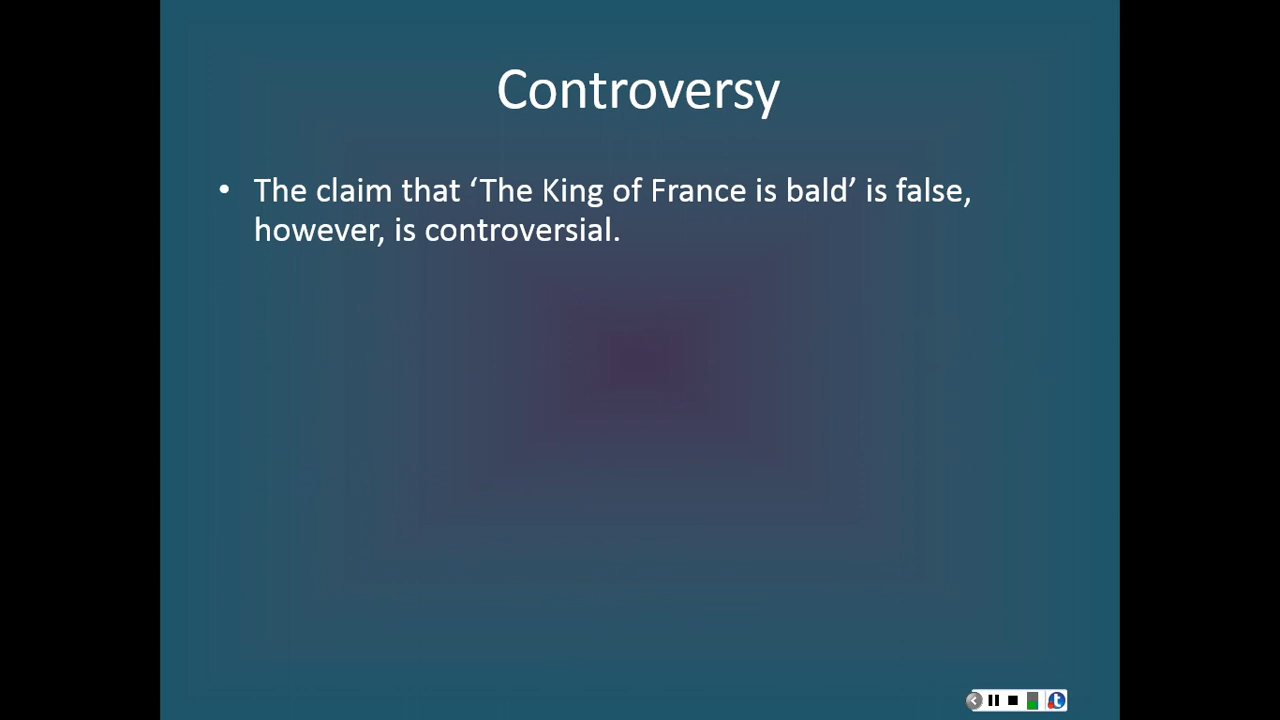 Controversy
• The claim that ‘The King of France is bald’ is false,
however, is controversial.